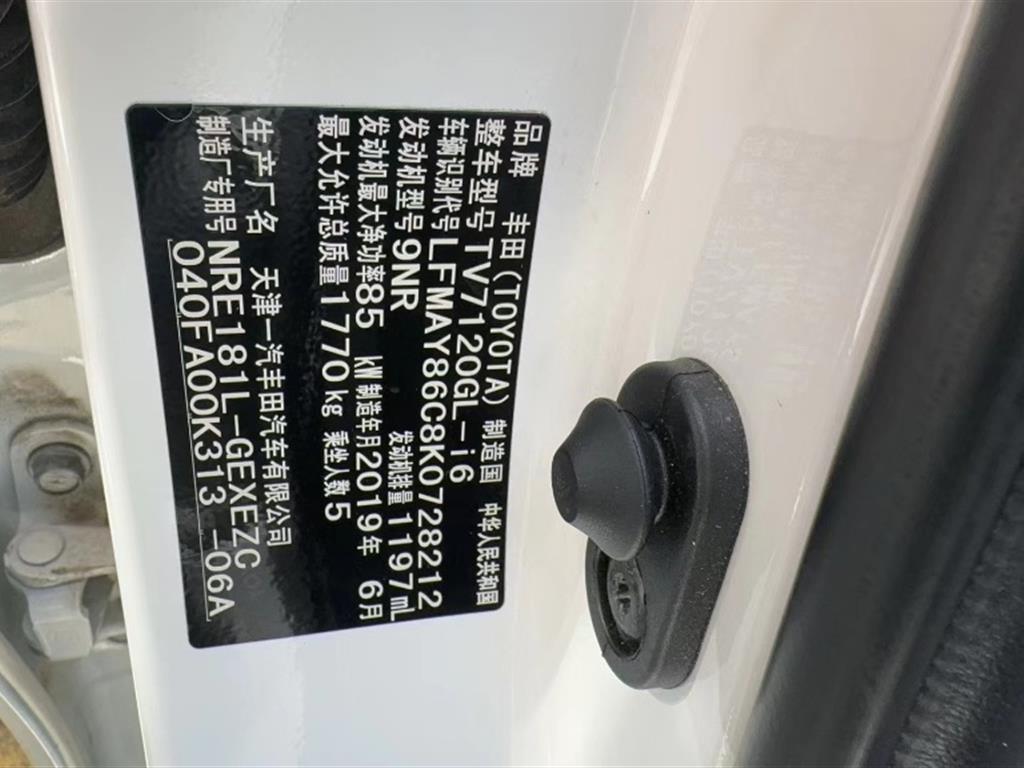 品牌 丰田(TOYOTA) 制造国 中华人民共和国
整车型号 TV7120GL-i6
车辆识别代号 LFMAY86C8K0728212
发动机型号 9NR 发动机排量 1197mL
发动机最大净功率 85 kW 制造年月 2019年 6月
最大允许总质量 1770kg 乘坐人数 5
生产厂名 天津一汽丰田汽车有限公司
制造厂专用号 NRE181L-GEXEZC
040FA00K313 -06A